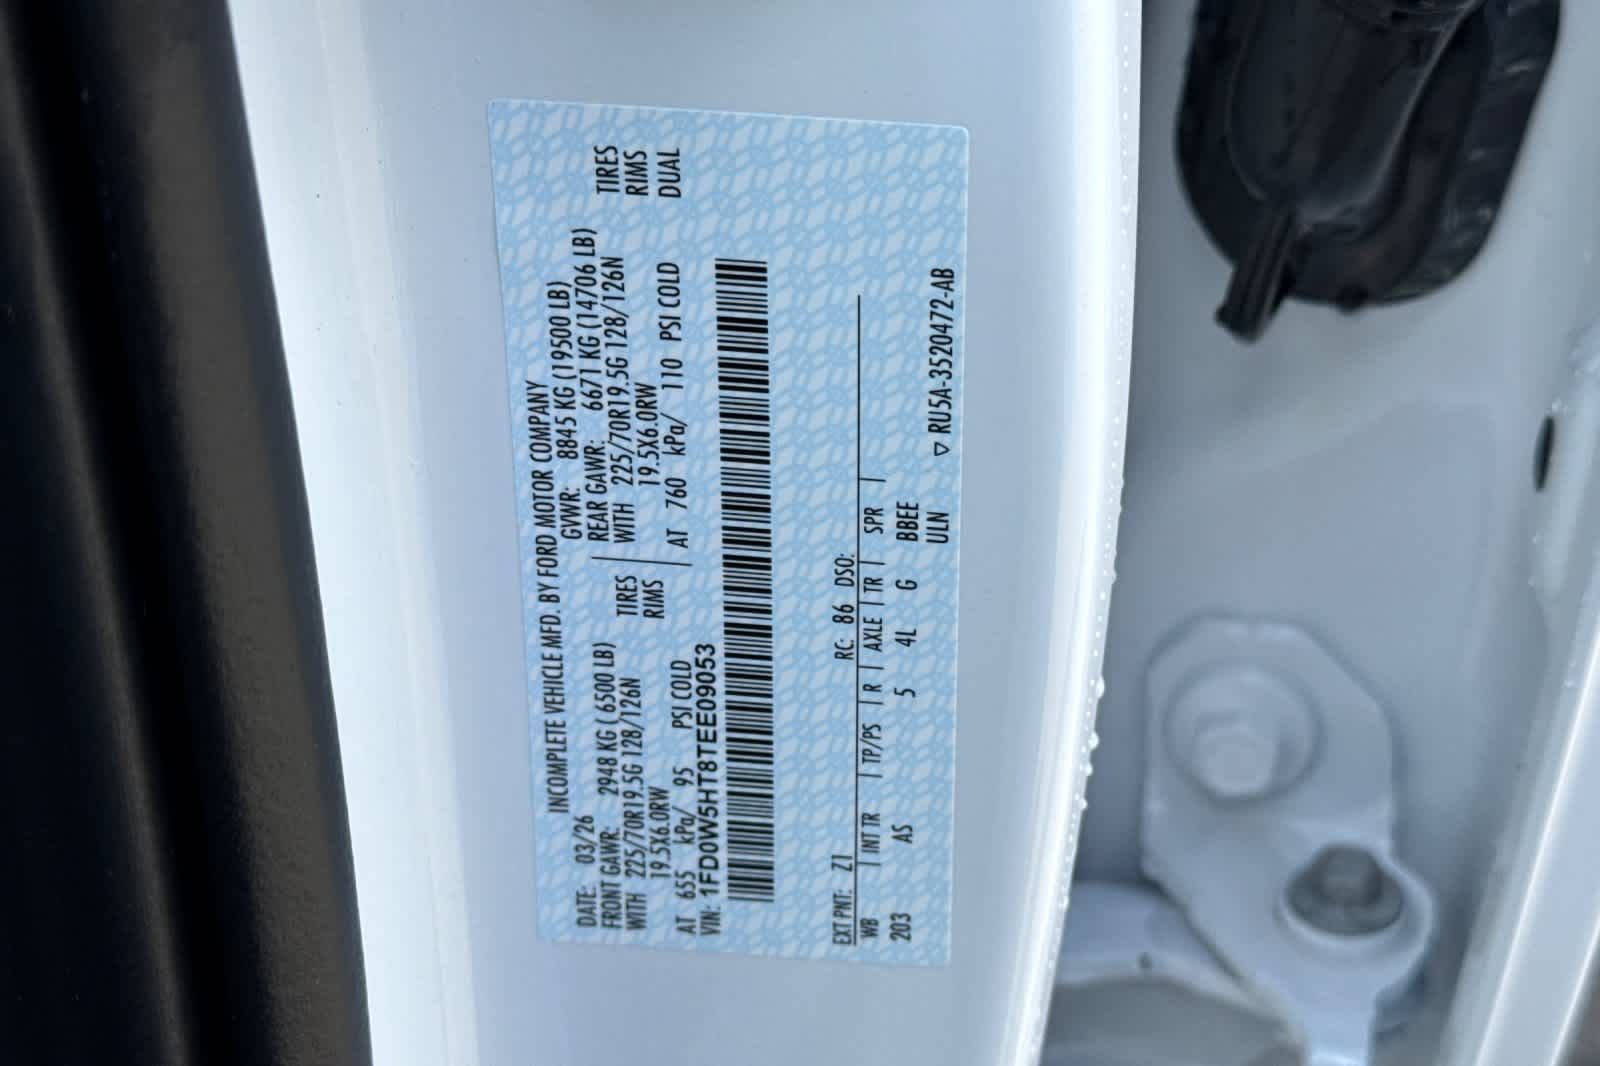 INCOMPLETE VEHICLE MFD. BY FORD MOTOR COMPANY
DATE: 03/26 GVWR: 8845 KG (19500 LB)
FRONT GAWR: 2948 KG ( 6500 LB) REAR GAWR: 6671 KG (14706 LB)
WITH 225/70R19.5G 128/126N TIRES WITH 225/70R19.5G 128/126N TIRES
19.5X6.0RW RIMS 19.5X6.0RW RIMS
AT 655 kPa/ 95 PSI COLD AT 760 kPa/ 110 PSI COLD DUAL
VIN: 1FD0W5HT8TEE09053
EXT PNT: Z1 RC: 86 DSO:
WB | INT TR | TP/PS | R | AXLE | TR | SPR |
203 AS 5 4L G BBEE
ULN ▽ RU5A-3520472-AB